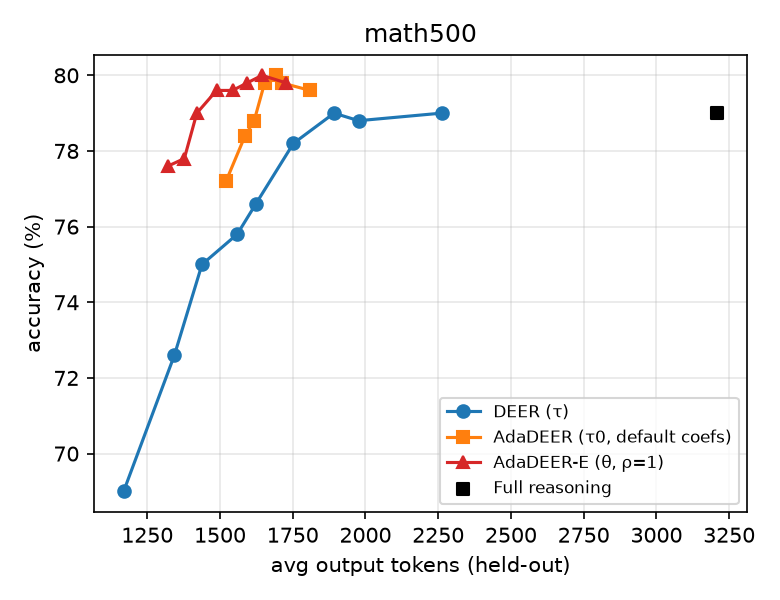 math500
accuracy (%)
80
78
76
74
72
70
DEER (τ)
AdaDEER (τ0, default coefs)
AdaDEER-E (θ, ρ=1)
Full reasoning
1250 1500 1750 2000 2250 2500 2750 3000 3250
avg output tokens (held-out)